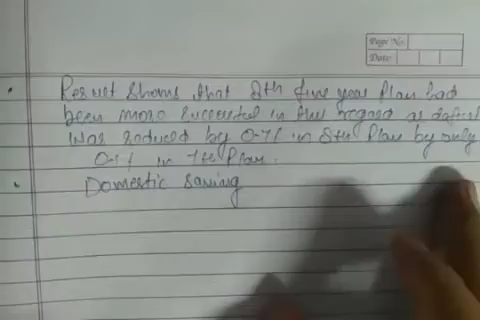 Page No.
Date:
Result Shows that 8th five year Plan had
been more successful in this regard as deficit
was reduced by 0.7% in 8th Plan by only
0.1% in 7th Plan.
Domestic Saving